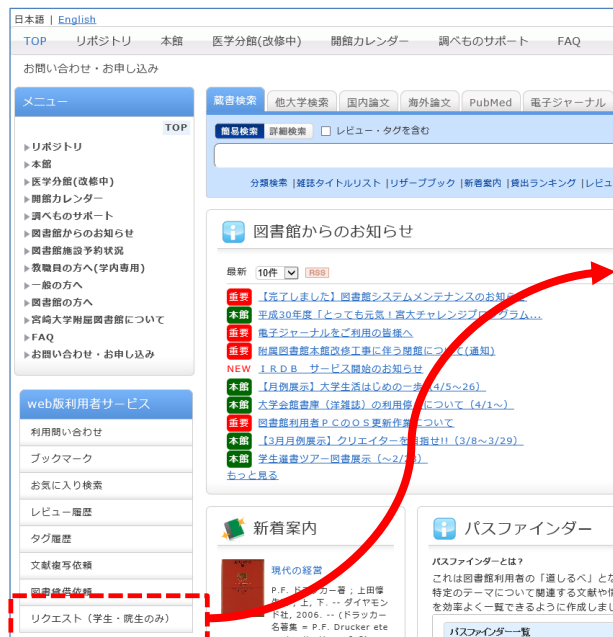 日本語 | English
TOP リポジトリ 本館 医学分館(改修中) 開館カレンダー 調べものサポート FAQ
お問い合わせ・お申し込み
メニュー
TOP
リポジトリ
本館
医学分館(改修中)
開館カレンダー
調べものサポート
図書館からのお知らせ
図書館施設予約状況
教職員の方へ(学内専用)
一般の方へ
図書館の方へ
宮崎大学附属図書館について
FAQ
お問い合わせ・お申し込み
web版利用者サービス
利用問い合わせ
ブックマーク
お気に入り検索
レビュー履歴
タグ履歴
文献複写依頼
図書貸借依頼
リクエスト（学生・院生のみ）
蔵書検索 他大学検索 国内論文 海外論文 PubMed 電子ジャーナル
簡易検索 詳細検索 レビュー・タグを含む
分類検索 |雑誌タイトルリスト |リザーブブック |新着案内 |貸出ランキング |レビュ
図書館からのお知らせ
最新 10件 RSS
重要 【完了しました】図書館システムメンテナンスのお知らせ
本館 平成30年度「とっても元気！宮大チャレンジプログラム...
重要 電子ジャーナルをご利用の皆様へ
重要 附属図書館本館改修工事に伴う閉館について(通知)
NEW ＩＲＤＢ サービス開始のお知らせ
本館 【月例展示】大学生活はじめの一歩（4/5～26）
本館 大学会館書庫（洋雑誌）の利用停止について（4/1～）
重要 図書館利用者ＰＣのＯＳ更新作業について
本館 【3月月例展示】クリエイターを目指せ!!（3/8～3/29）
本館 学生選書ツアー図書展示（～2/
もっと見る
新着案内
現代の経営
P.F. ドラッカー著 ; 上田惇
上, 下. -- ダイヤモン
ド社, 2006. -- (ドラッカー
名著集 = P.F. Drucker ete
パスファインダー
パスファインダーとは？
これは図書館利用者の「道しるべ」とな
特定のテーマについて関連する文献や情
を効率よく一覧できるように作成しまし
パスファインダー一覧